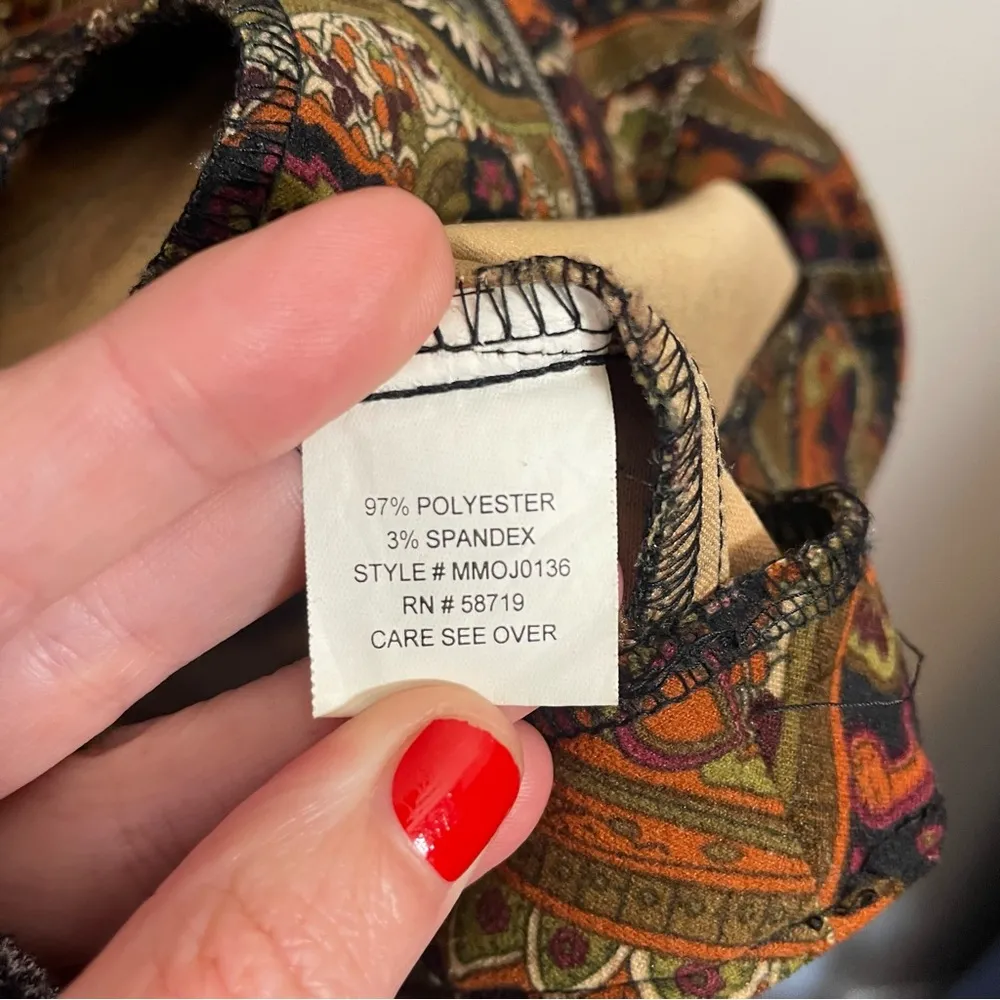 97% POLYESTER
3% SPANDEX
STYLE # MMOJ0136
RN # 58719
CARE SEE OVER